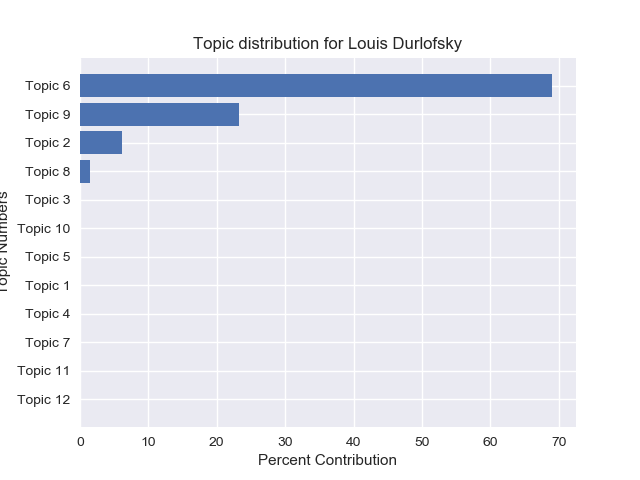 Topic distribution for Louis Durlofsky
Topic Numbers
Topic 6
Topic 9
Topic 2
Topic 8
Topic 3
Topic 10
Topic 5
Topic 1
Topic 4
Topic 7
Topic 11
Topic 12
0 10 20 30 40 50 60 70
Percent Contribution